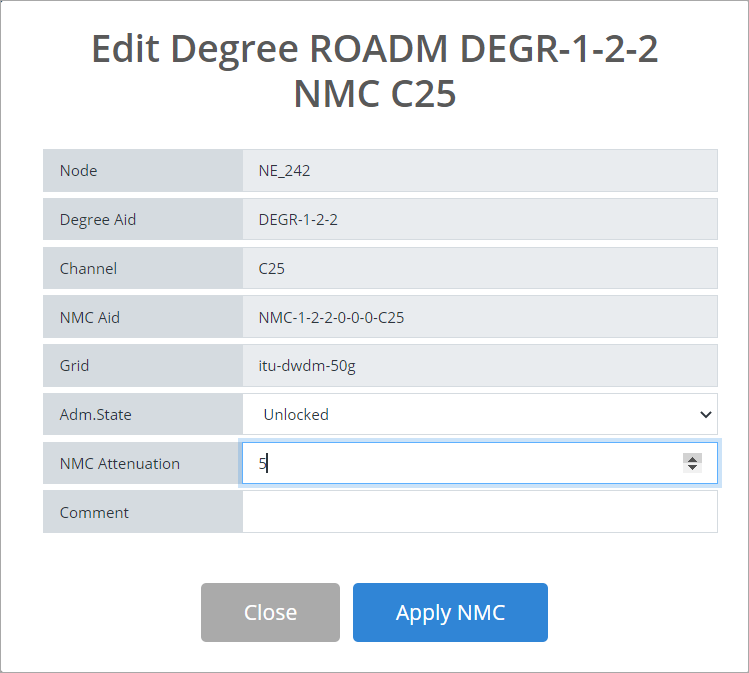 Edit Degree ROADM DEGR-1-2-2
NMC C25
Node NE_242
Degree Aid DEGR-1-2-2
Channel C25
NMC Aid NMC-1-2-2-0-0-0-C25
Grid itu-dwdm-50g
Adm.State Unlocked
NMC Attenuation 5
Comment
Close Apply NMC